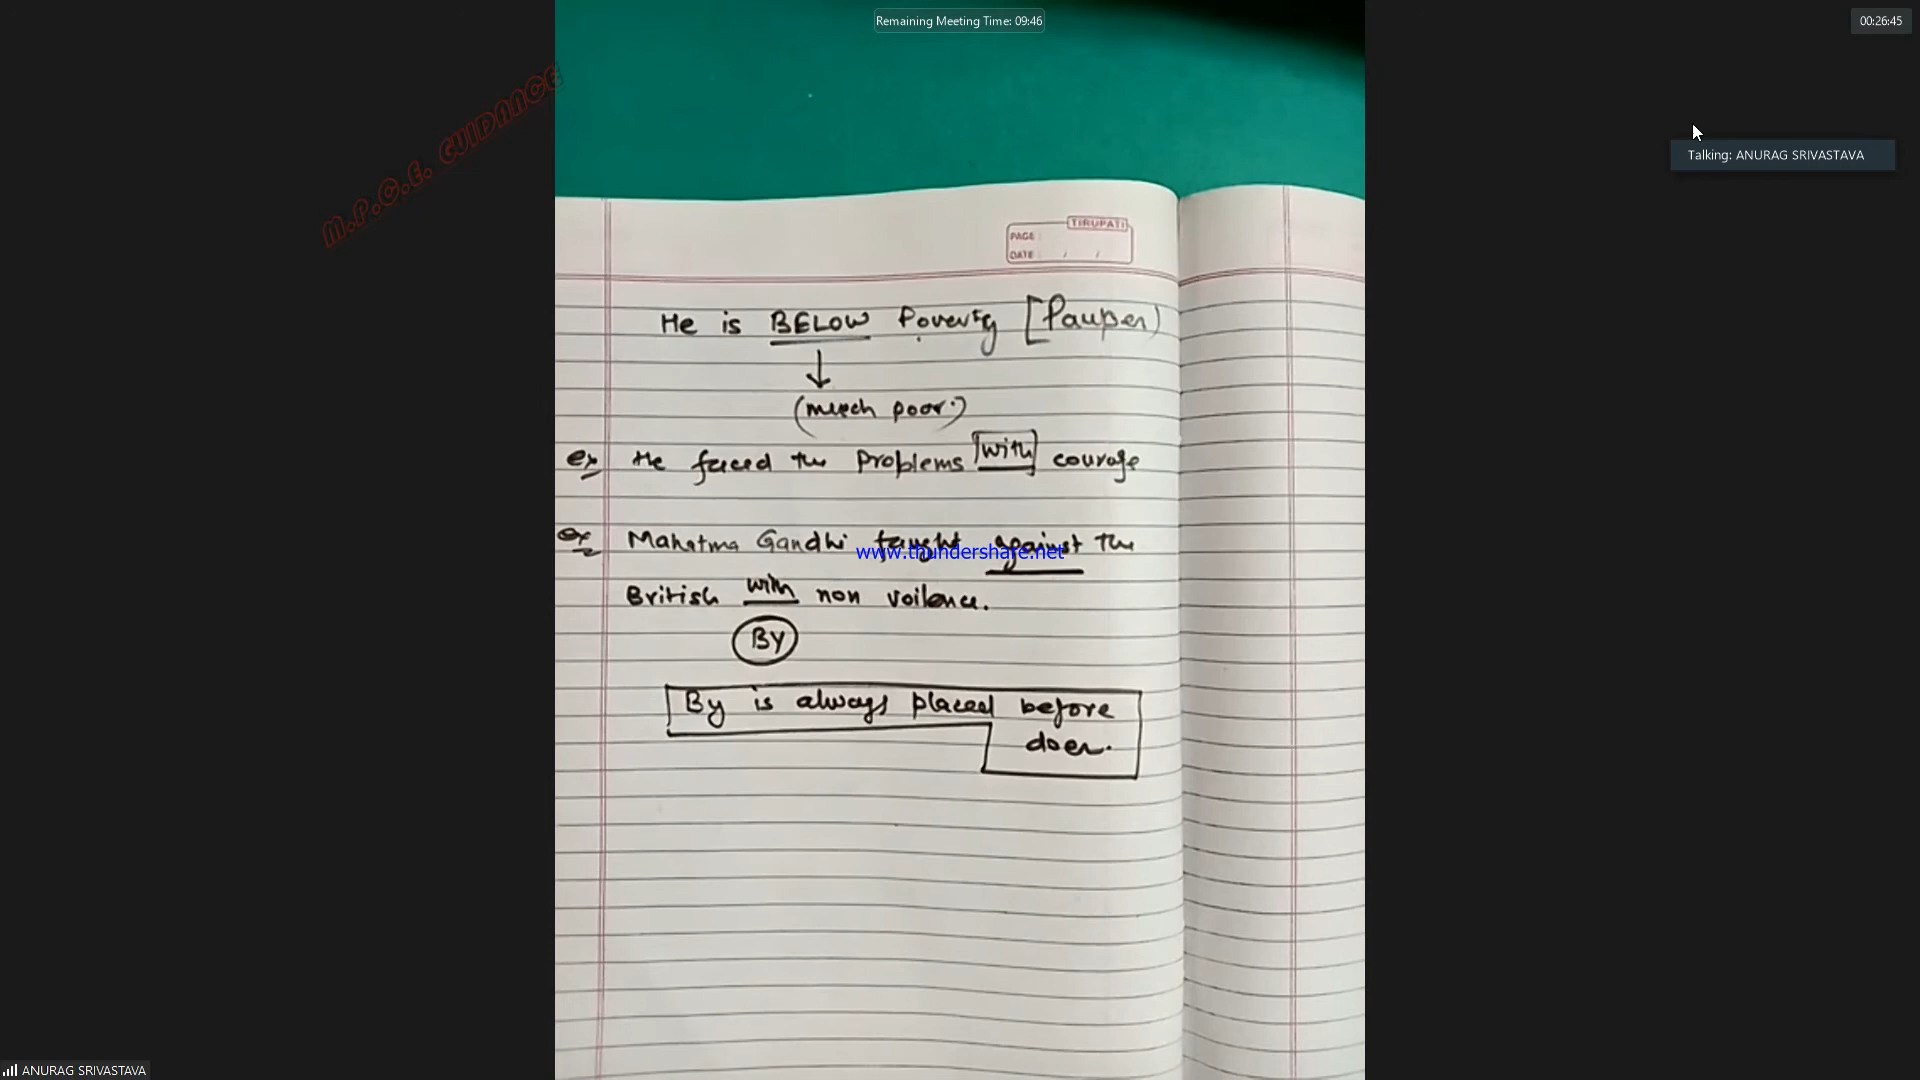 Remaining Meeting Time: 09:46
00:26:45
M.P.C.E. GUIDANCE
Talking: ANURAG SRIVASTAVA
TIRUPATI
PAGE :
DATE : / /
He is BELOW Poverty [Pauper)
(much poor.)
ex He faced the Problems with courage
ex Mahatma Gandhi faught against the
www.thundershare.net
British with non voilence.
BY
By is always placed before
doer.
ANURAG SRIVASTAVA